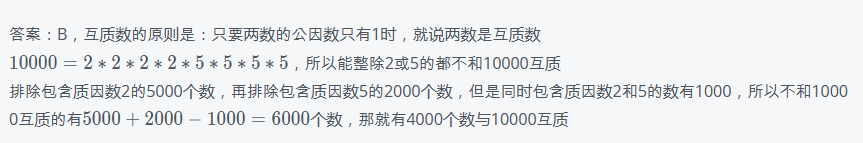 答案：B，互质数的原则是：只要两数的公因数只有1时，就说两数是互质数
10000 = 2 * 2 * 2 * 2 * 5 * 5 * 5 * 5，所以能整除2或5的都不和10000互质
排除包含质因数2的5000个数，再排除包含质因数5的2000个数，但是同时包含质因数2和5的数有1000，所以不和1000
0互质的有5000 + 2000 - 1000 = 6000个数，那就有4000个数与10000互质